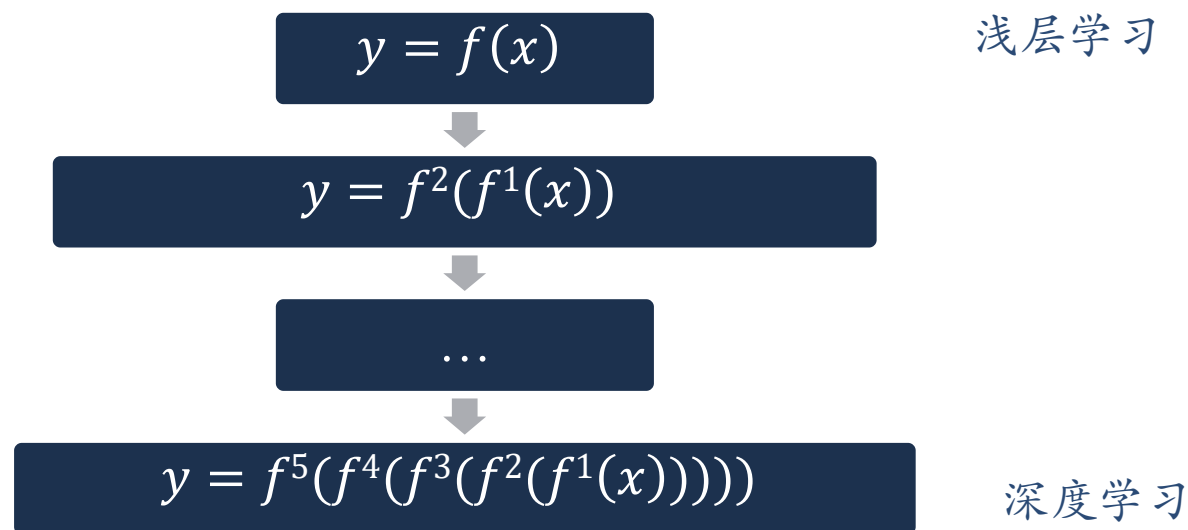 y = f(x)
浅层学习
y = f²(f¹(x))
...
y = f⁵(f⁴(f³(f²(f¹(x)))))
深度学习